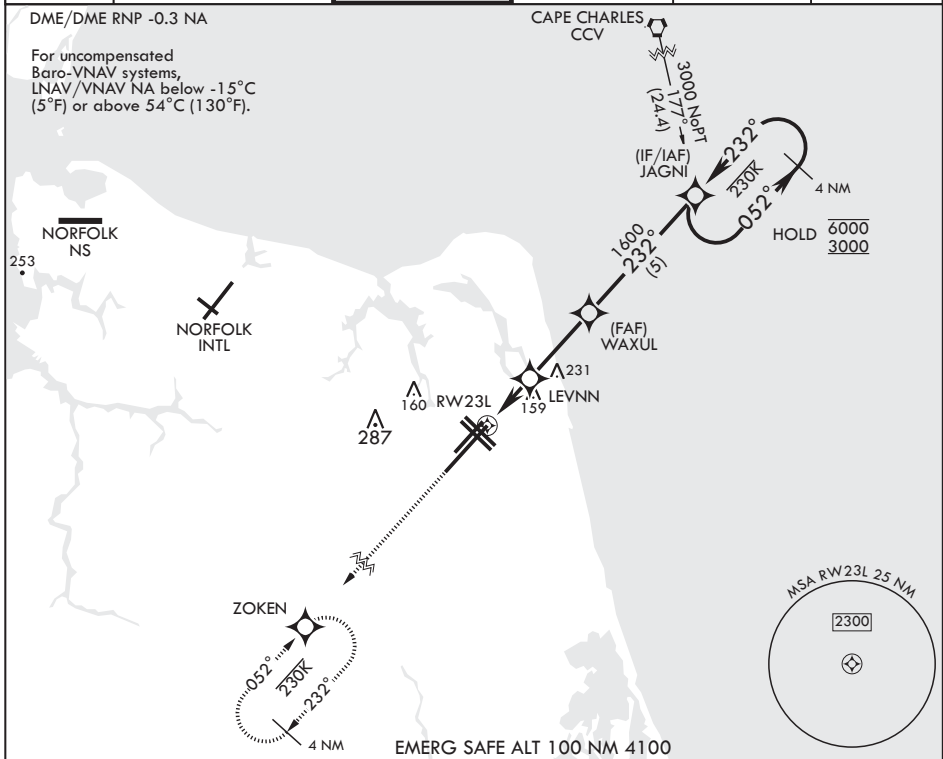 DME/DME RNP -0.3 NA
For uncompensated
Baro-VNAV systems,
LNAV/VNAV NA below -15°C
(5°F) or above 54°C (130°F).
CAPE CHARLES
CCV
3000 NoPT
177°
(24.4)
(IF/IAF)
JAGNI
232°
230K
052°
4 NM
HOLD
6000
3000
1600
232°
(5)
NORFOLK
NS
253
NORFOLK
INTL
(FAF)
WAXUL
231
LEVNN
159
160
RW23L
287
ZOKEN
052°
230K
232°
4 NM
MSA RW23L 25 NM
2300
EMERG SAFE ALT 100 NM 4100